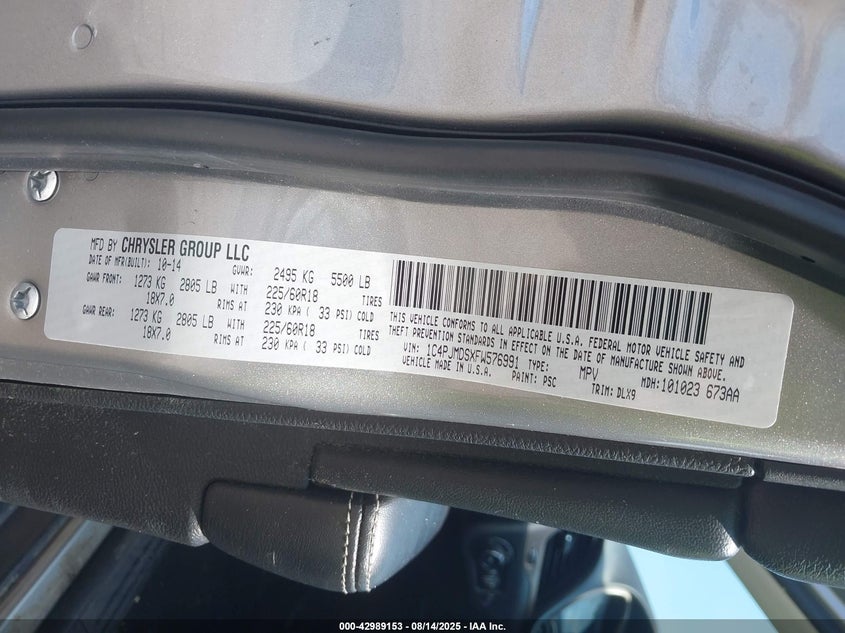 MFD BY CHRYSLER GROUP LLC
DATE OF MFR(BUILT): 10-14 GVWR: 2495 KG 5500 LB
GAWR FRONT: 1273 KG 2805 LB WITH 225/60R18 TIRES
18X7.0 RIMS AT 230 KPA ( 33 PSI) COLD
GAWR REAR: 1273 KG 2805 LB WITH 225/60R18 TIRES
18X7.0 RIMS AT 230 KPA ( 33 PSI) COLD
THIS VEHICLE CONFORMS TO ALL APPLICABLE U.S.A. FEDERAL MOTOR VEHICLE SAFETY AND
THEFT PREVENTION STANDARDS IN EFFECT ON THE DATE OF MANUFACTURE SHOWN ABOVE.
VIN: 1C4PJMDSXFW576991 TYPE: MPV MDH:101023 673AA
VEHICLE MADE IN U.S.A. PAINT: PSC TRIM: DLX9
000-42989153 - 08/14/2025 - IAA Inc.